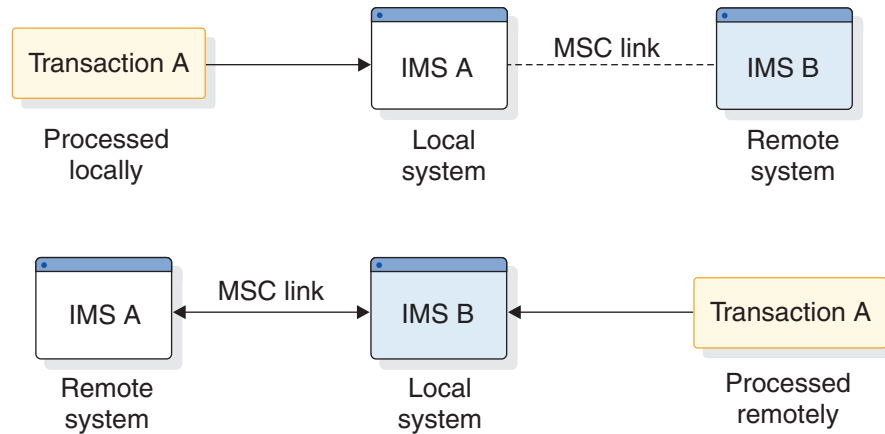 Transaction A
IMS A
MSC link
IMS B
Processed
locally
Local
system
Remote
system
IMS A
MSC link
IMS B
Transaction A
Remote
system
Local
system
Processed
remotely